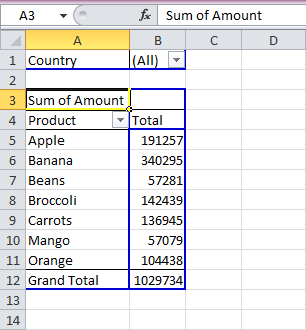 A3 fx Sum of Amount
A B C D
1 Country (All)
2
3 Sum of Amount
4 Product Total
5 Apple 191257
6 Banana 340295
7 Beans 57281
8 Broccoli 142439
9 Carrots 136945
10 Mango 57079
11 Orange 104438
12 Grand Total 1029734
13
14